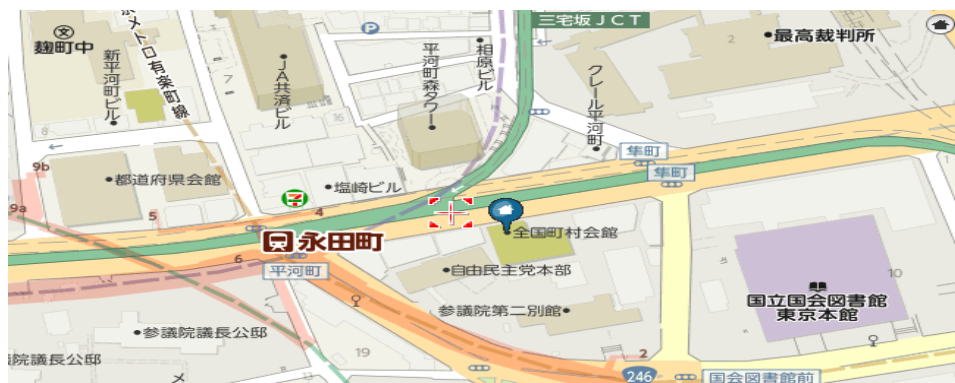 三宅坂JCT
麹町中
最高裁判所
2
相原ビル
平河町森タワー
クレール平河町
JA共済ビル
新平河町ビル
メトロ有楽町線
7
16
8
9b
9a
都道府県会館
塩崎ビル
隼町
隼町
5
4
永田町
全国町村会館
6
平河町
自由民主党本部
参議院第二別館
10
国立国会図書館
東京本館
参議院議長公邸
議院議長公邸
19
2
246
国会図書館前
メ